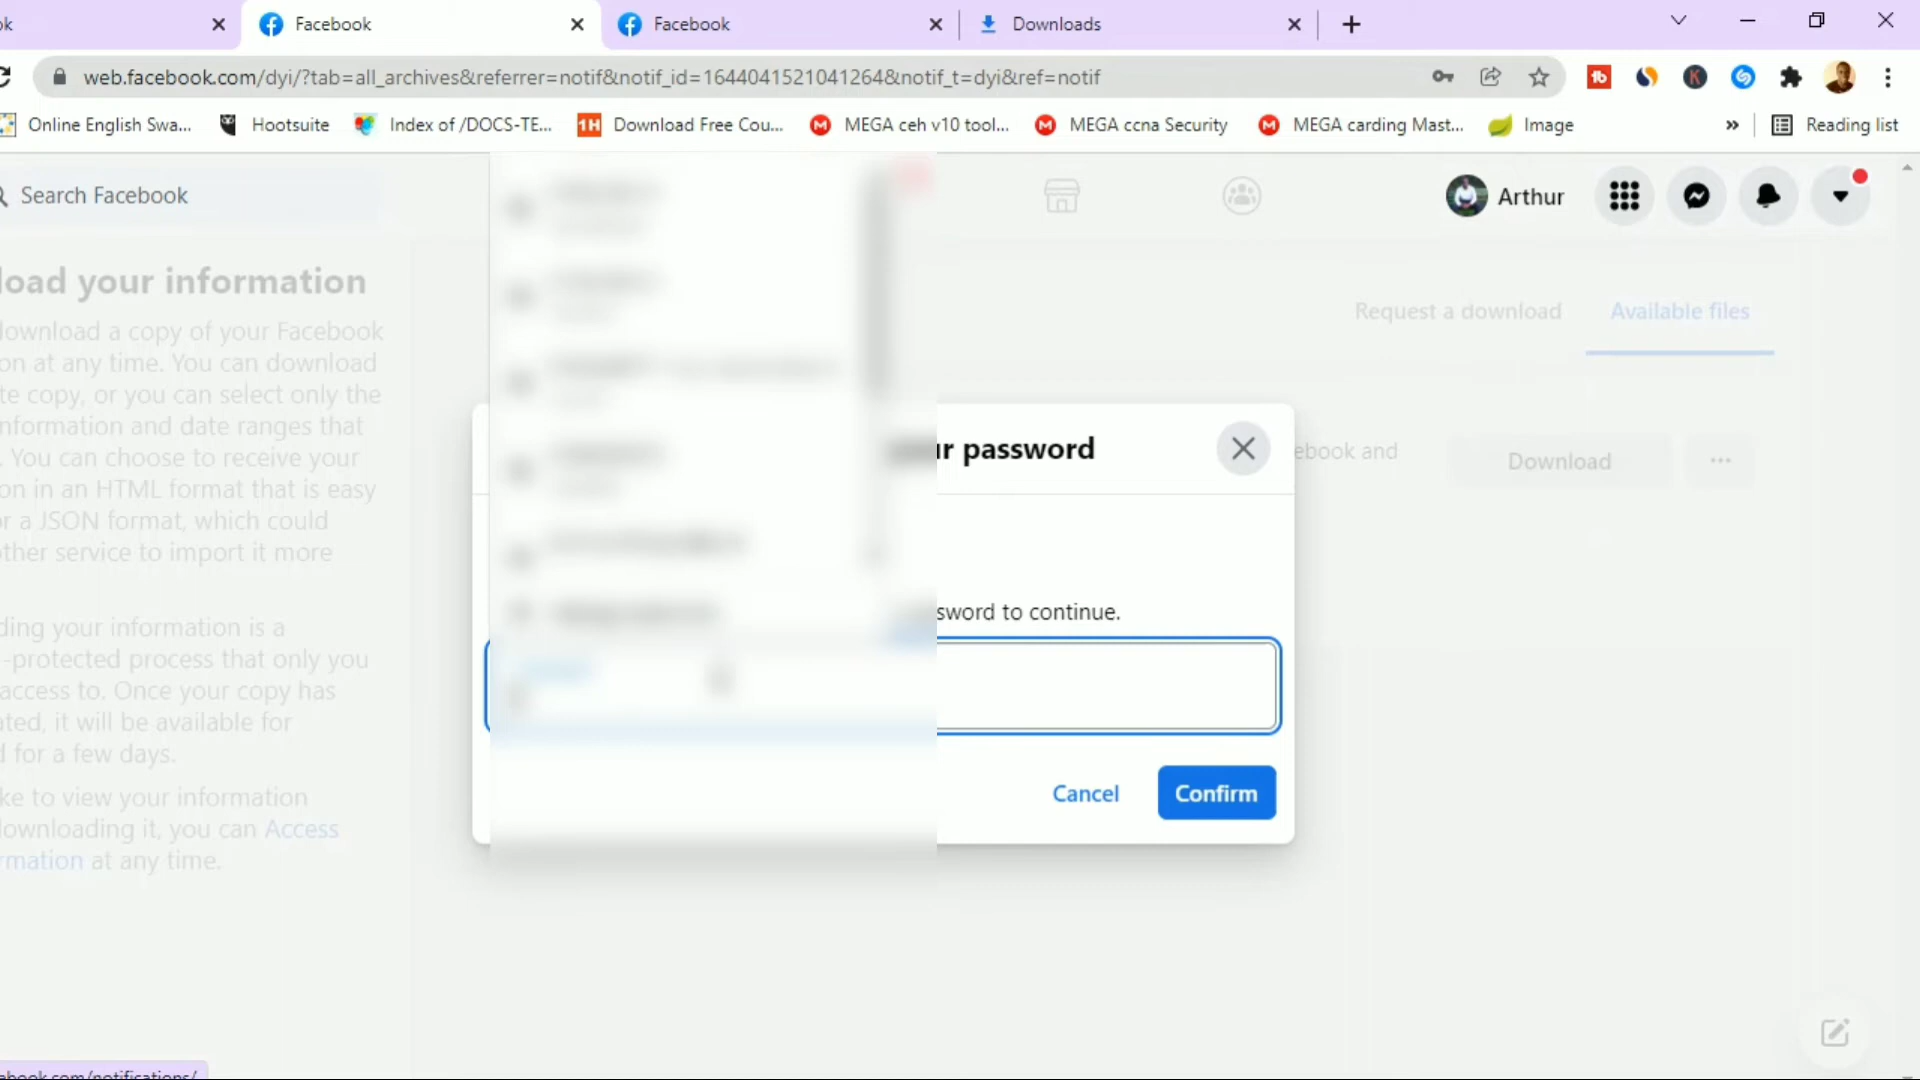 ok
Facebook
Facebook
Downloads
web.facebook.com/dyi/?tab=all_archives&referrer=notif&notif_id=1644041521041264&notif_t=dyi&ref=notif
Online English Swa...
Hootsuite
Index of /DOCS-TE...
Download Free Cou...
MEGA ceh v10 tool...
MEGA ccna Security
MEGA carding Mast...
Image
Reading list
Search Facebook
Arthur
load your information
Request a download
Available files
download a copy of your Facebook
on at any time. You can download
te copy, or you can select only the
nformation and date ranges that
. You can choose to receive your
on in an HTML format that is easy
r a JSON format, which could
other service to import it more
ur password
ebook and
Download
sword to continue.
ding your information is a
-protected process that only you
access to. Once your copy has
ated, it will be available for
d for a few days.
Cancel
Confirm
ke to view your information
downloading it, you can Access
rmation at any time.
ebook.com/notifications/